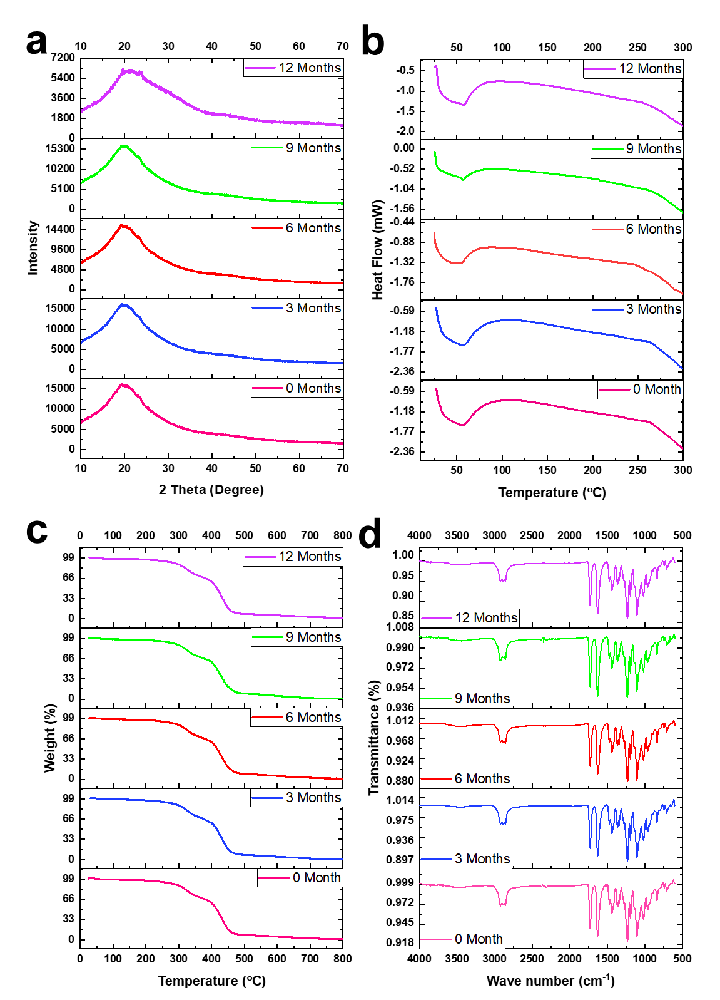 a
10 20 30 40 50 60 70
7200
5400
3600
1800
0
12 Months
15300
10200
5100
0
9 Months
14400
9600
4800
0
6 Months
15000
10000
5000
0
3 Months
15000
10000
5000
0
0 Months
Intensity
10 20 30 40 50 60 70
2 Theta (Degree)
b
50 100 150 200 250 300
-0.5
-1.0
-1.5
-2.0
12 Months
0.00
-0.52
-1.04
-1.56
9 Months
-0.44
-0.88
-1.32
-1.76
6 Months
-0.59
-1.18
-1.77
-2.36
3 Months
-0.59
-1.18
-1.77
-2.36
0 Month
Heat Flow (mW)
50 100 150 200 250 300
Temperature (°C)
c
0 100 200 300 400 500 600 700 800
99
66
33
0
12 Months
99
66
33
0
9 Months
99
66
33
0
6 Months
99
66
33
0
3 Months
99
66
33
0
0 Month
Weight (%)
0 100 200 300 400 500 600 700 800
Temperature (°C)
d
4000 3500 3000 2500 2000 1500 1000 500
1.00
0.95
0.90
0.85
12 Months
1.008
0.990
0.972
0.954
0.936
9 Months
1.012
0.968
0.924
0.880
6 Months
1.014
0.975
0.936
0.897
3 Months
0.999
0.972
0.945
0.918
0 Month
Transmittance (%)
4000 3500 3000 2500 2000 1500 1000 500
Wave number (cm⁻¹)